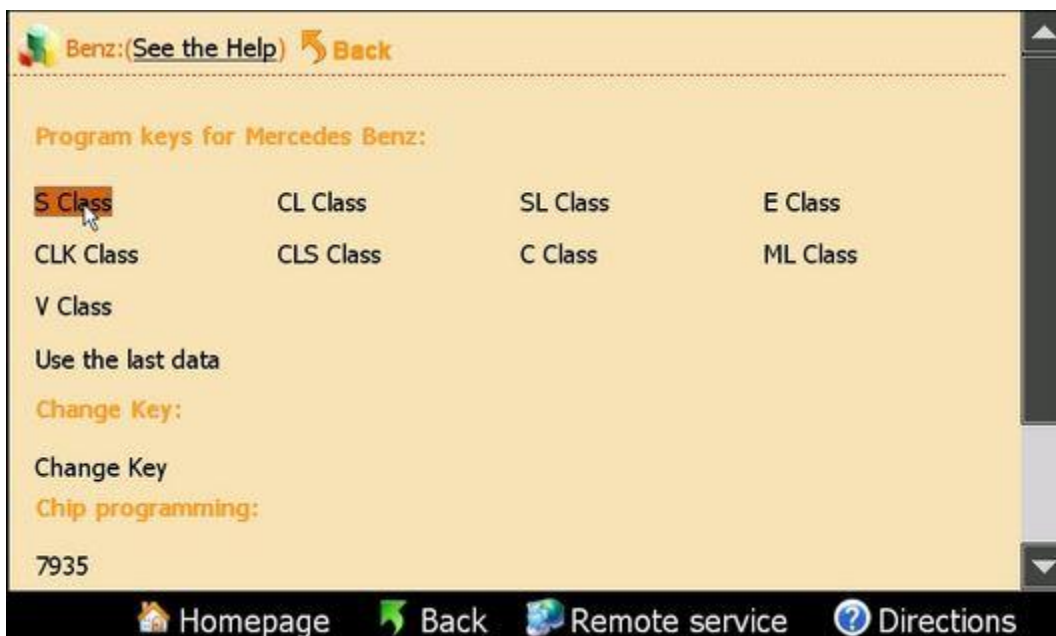 Benz:(See the Help) Back
Program keys for Mercedes Benz:
S Class CL Class SL Class E Class
CLK Class CLS Class C Class ML Class
V Class
Use the last data
Change Key:
Change Key
Chip programming:
7935
Homepage Back Remote service Directions